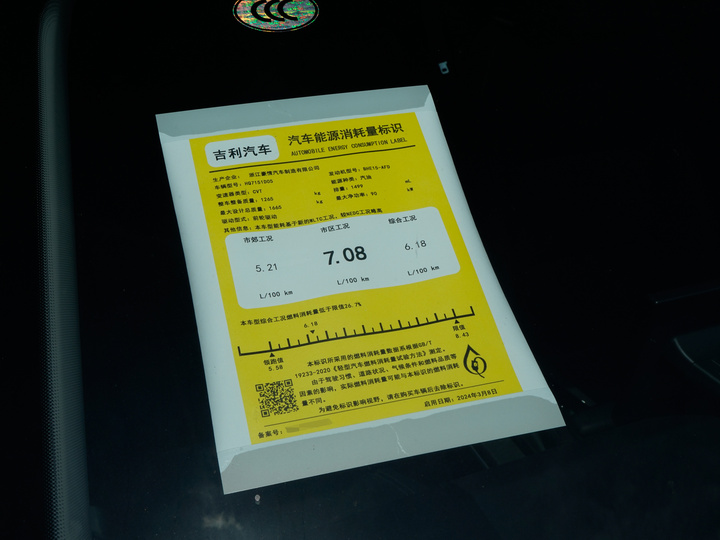 吉利汽车
汽车能源消耗量标识
AUTOMOBILE ENERGY CONSUMPTION LABEL
生产企业: 浙江豪情汽车制造有限公司
车辆型号: HQ7151D05 发动机型号: BHE15-AFD
变速器类型: CVT 能源种类: 汽油
整车整备质量: 1265 kg 排量: 1499 mL
最大设计总质量: 1665 kg 最大净功率: 90 kW
驱动型式: 前轮驱动
其他信息: 本车型能耗基于新的WLTC工况, 较NEDC工况略高
市郊工况 市区工况 综合工况
5.21 7.08 6.18
L/100 km L/100 km L/100 km
本车型综合工况燃料消耗量低于限值26.7%
6.18
领跑值 限值
5.58 8.43
本标识所采用的燃料消耗量数据系根据GB/T
19233-2020《轻型汽车燃料消耗量试验方法》测定。
由于驾驶习惯、道路状况、气候条件和燃料品质等
因素的影响, 实际燃料消耗量可能与本标识的燃料消耗
量不同。
为避免标识影响视野, 请在购买车辆后去除标识。
备案号: 启用日期: 2024年3月8日